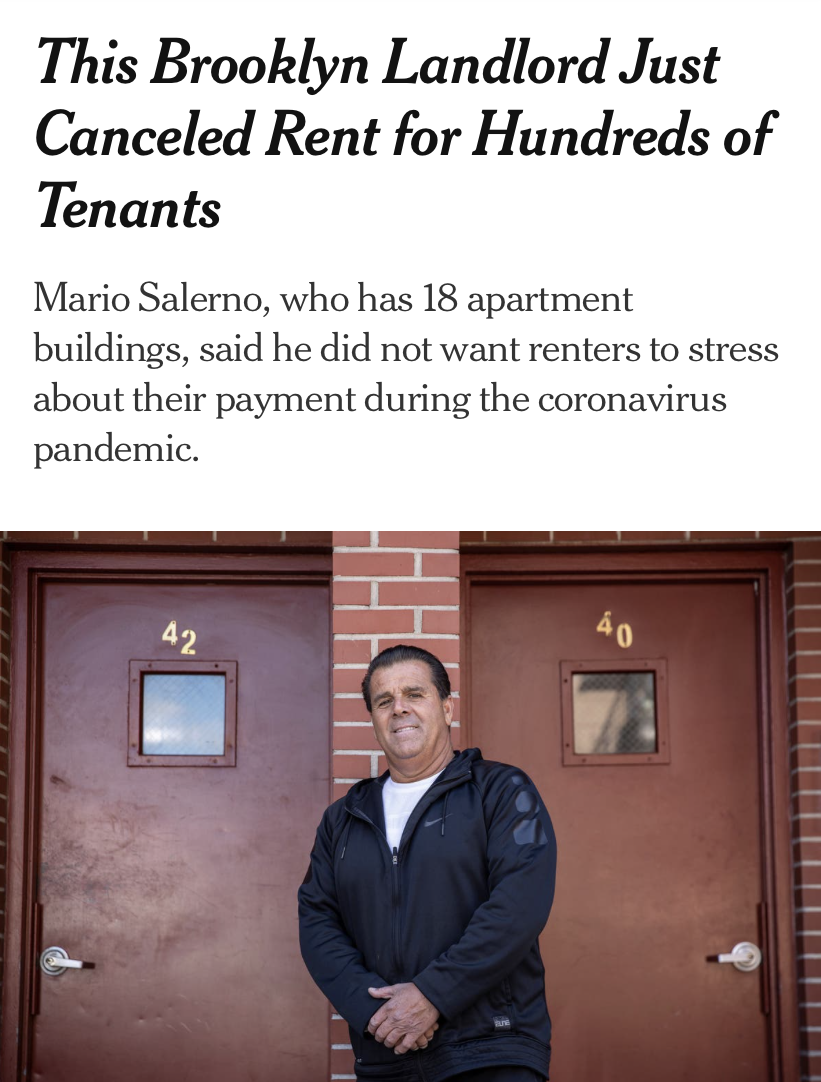 This Brooklyn Landlord Just
Canceled Rent for Hundreds of
Tenants
Mario Salerno, who has 18 apartment
buildings, said he did not want renters to stress
about their payment during the coronavirus
pandemic.
42
40